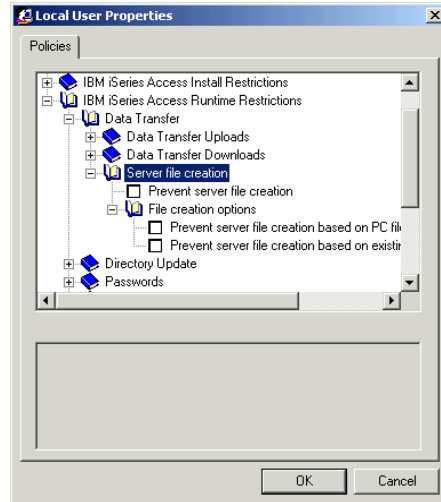 Local User Properties
Policies
IBM iSeries Access Install Restrictions
IBM iSeries Access Runtime Restrictions
Data Transfer
Data Transfer Uploads
Data Transfer Downloads
Server file creation
Prevent server file creation
File creation options
Prevent server file creation based on PC
Prevent server file creation based on
Directory Update
Passwords
OK
Cancel